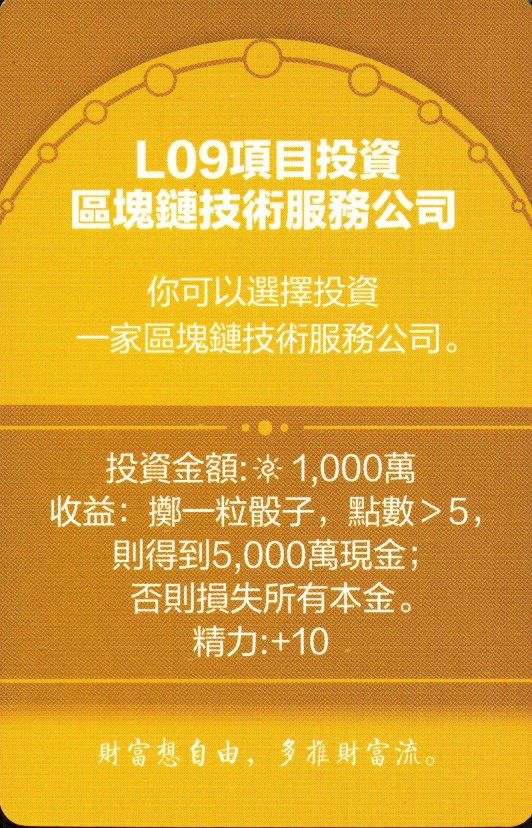 L09項目投資
區塊鏈技術服務公司
你可以選擇投資
一家區塊鏈技術服務公司。
投資金額: 1,000萬
收益：擲一粒骰子，點數＞5，
則得到5,000萬現金；
否則損失所有本金。
精力:+10
財富想自由，多推財富流。